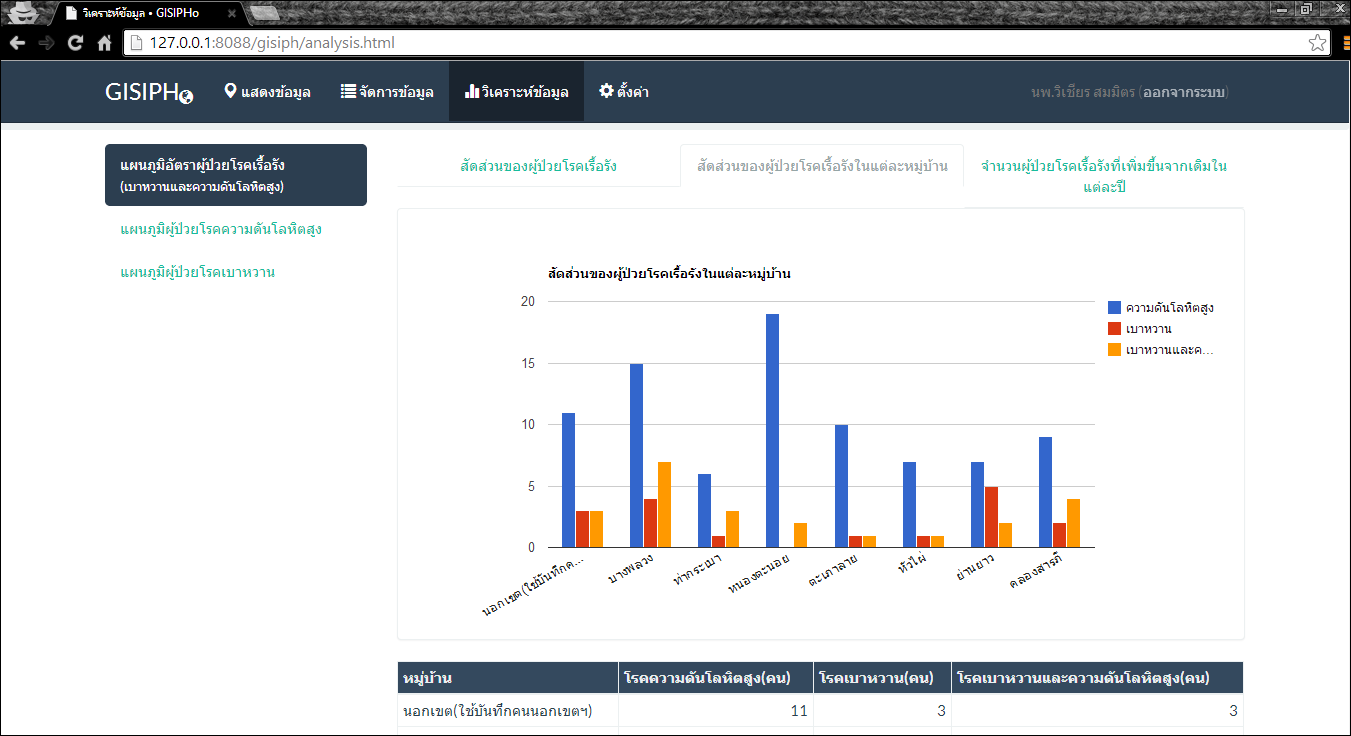 วิเคราะห์ข้อมูล • GISIPHo
127.0.0.1:8088/gisiph/analysis.html
GISIPH
แสดงข้อมูล
จัดการข้อมูล
วิเคราะห์ข้อมูล
ตั้งค่า
นพ.วิเชียร สมมิตร (ออกจากระบบ)
แผนภูมิอัตราผู้ป่วยโรคเรื้อรัง
(เบาหวานและความดันโลหิตสูง)
แผนภูมิผู้ป่วยโรคความดันโลหิตสูง
แผนภูมิผู้ป่วยโรคเบาหวาน
สัดส่วนของผู้ป่วยโรคเรื้อรัง
สัดส่วนของผู้ป่วยโรคเรื้อรังในแต่ละหมู่บ้าน
จำนวนผู้ป่วยโรคเรื้อรังที่เพิ่มขึ้นจากเดิมใน
แต่ละปี
สัดส่วนของผู้ป่วยโรคเรื้อรังในแต่ละหมู่บ้าน
20
15
10
5
0
ความดันโลหิตสูง
เบาหวาน
เบาหวานและค...
นอกเขต(ใช้บันทึกค...
บางพลวง
ท่ากระเบา
หนองตะนอย
ตะเภาลาย
หัวไผ่
ย่านยาว
คลองสารภี
หมู่บ้าน โรคความดันโลหิตสูง(คน) โรคเบาหวาน(คน) โรคเบาหวานและความดันโลหิตสูง(คน)
นอกเขต(ใช้บันทึกคนนอกเขตฯ) 11 3 3